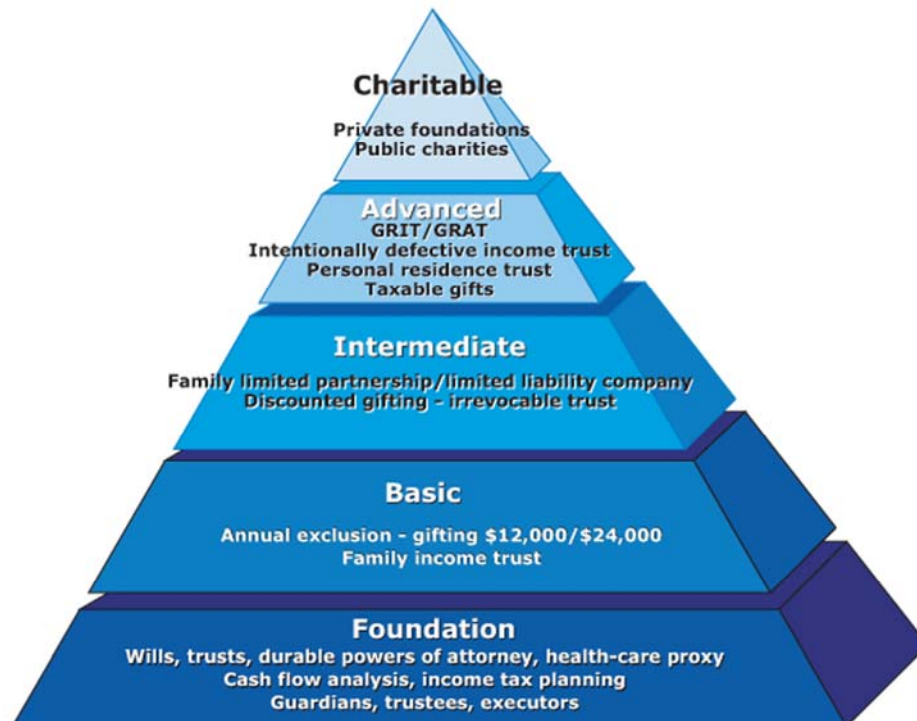 Charitable
Private foundations
Public charities
Advanced
GRIT/GRAT
Intentionally defective income trust
Personal residence trust
Taxable gifts
Intermediate
Family limited partnership/limited liability company
Discounted gifting - irrevocable trust
Basic
Annual exclusion - gifting $12,000/$24,000
Family income trust
Foundation
Wills, trusts, durable powers of attorney, health-care proxy
Cash flow analysis, income tax planning
Guardians, trustees, executors